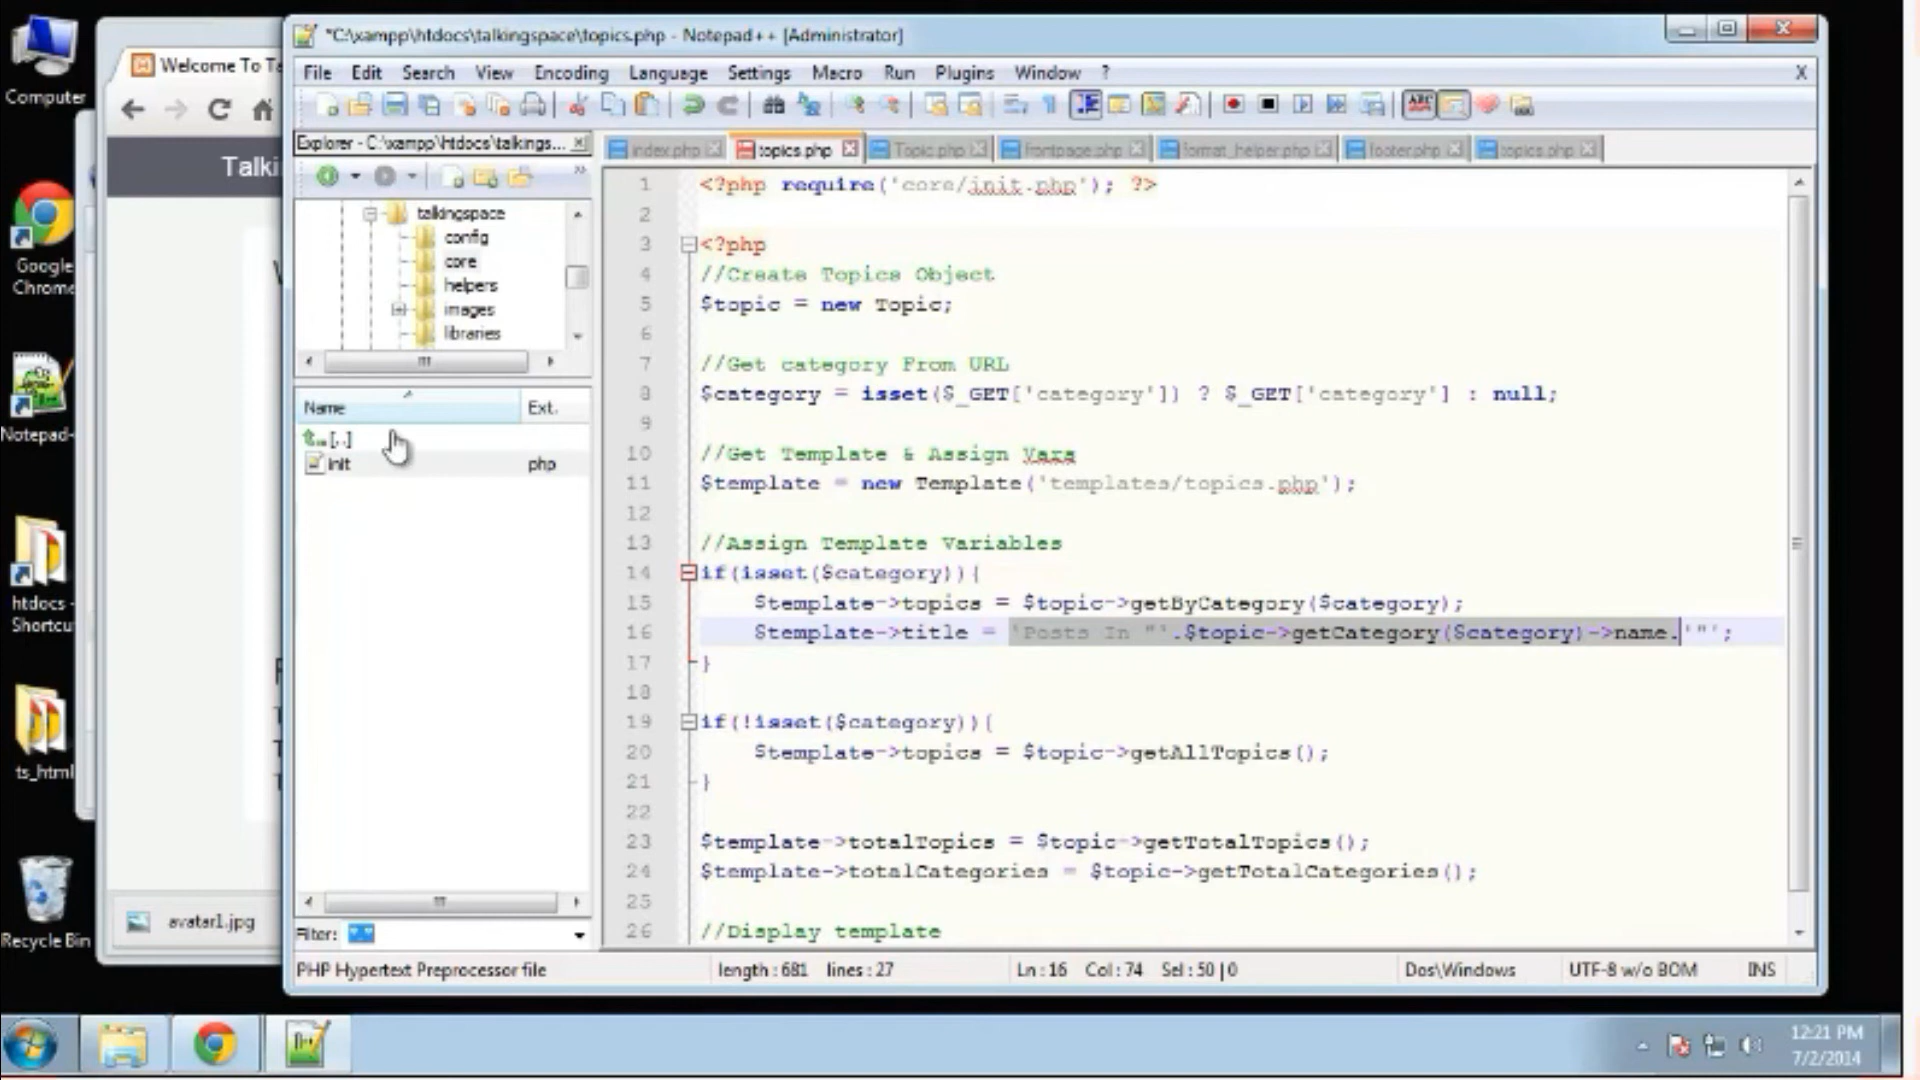 *C:\xampp\htdocs\talkingspace\topics.php - Notepad++ [Administrator]
Computer
Welcome To Ta
File Edit Search View Encoding Language Settings Macro Run Plugins Window ? X
Explorer - C:\xampp\htdocs\talkings...
index.php topics.php Topic.php frontpage.php format_helper.php footer.php topics.php
Talki
talkingspace
config
core
helpers
images
libraries
Google
Chrome
Name Ext.
[..]
init php
Notepad-
htdocs -
Shortcu
ts_html
avatar1.jpg
Recycle Bin
Filter: *.*
1 <?php require('core/init.php'); ?>
2
3 <?php
4 //Create Topics Object
5 $topic = new Topic;
6
7 //Get category From URL
8 $category = isset($_GET['category']) ? $_GET['category'] : null;
9
10 //Get Template & Assign Vars
11 $template = new Template('templates/topics.php');
12
13 //Assign Template Variables
14 if(isset($category)){
15 $template->topics = $topic->getByCategory($category);
16 $template->title = 'Posts In "'.$topic->getCategory($category)->name.'"';
17 }
18
19 if(!isset($category)){
20 $template->topics = $topic->getAllTopics();
21 }
22
23 $template->totalTopics = $topic->getTotalTopics();
24 $template->totalCategories = $topic->getTotalCategories();
25
26 //Display template
PHP Hypertext Preprocessor file length : 681 lines : 27 Ln : 16 Col : 74 Sel : 50 | 0 Dos\Windows UTF-8 w/o BOM INS
12:21 PM
7/2/2014